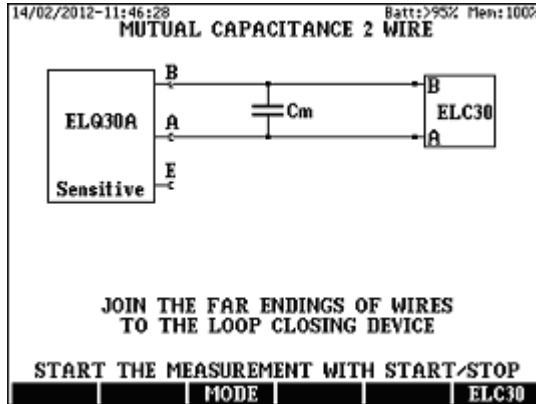 14/02/2012-11:46:28 Batt:>95% Mem:100%
MUTUAL CAPACITANCE 2 WIRE
B
B
ELQ30A
Cm
ELC30
A
A
E
Sensitive
JOIN THE FAR ENDINGS OF WIRES
TO THE LOOP CLOSING DEVICE
START THE MEASUREMENT WITH START/STOP
MODE ELC30